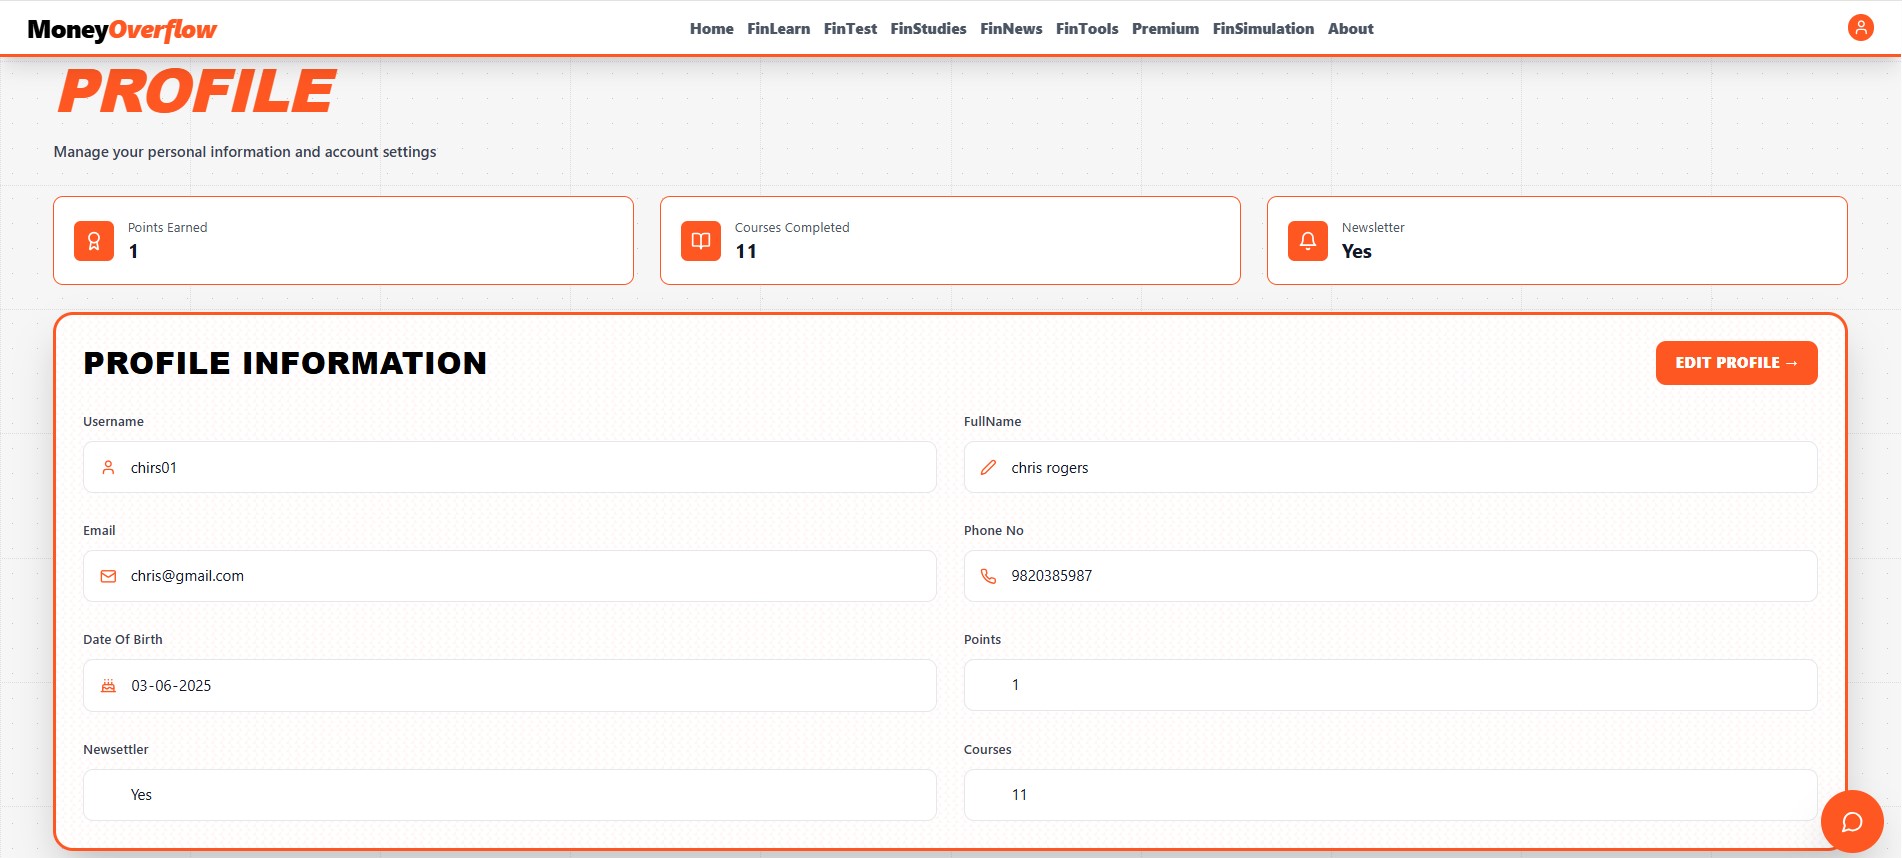 MoneyOverflow Home FinLearn FinTest FinStudies FinNews FinTools Premium FinSimulation About
PROFILE
Manage your personal information and account settings
Points Earned
1
Courses Completed
11
Newsletter
Yes
PROFILE INFORMATION
EDIT PROFILE →
Username
chirs01
FullName
chris rogers
Email
chris@gmail.com
Phone No
9820385987
Date Of Birth
03-06-2025
Points
1
Newsettler
Yes
Courses
11